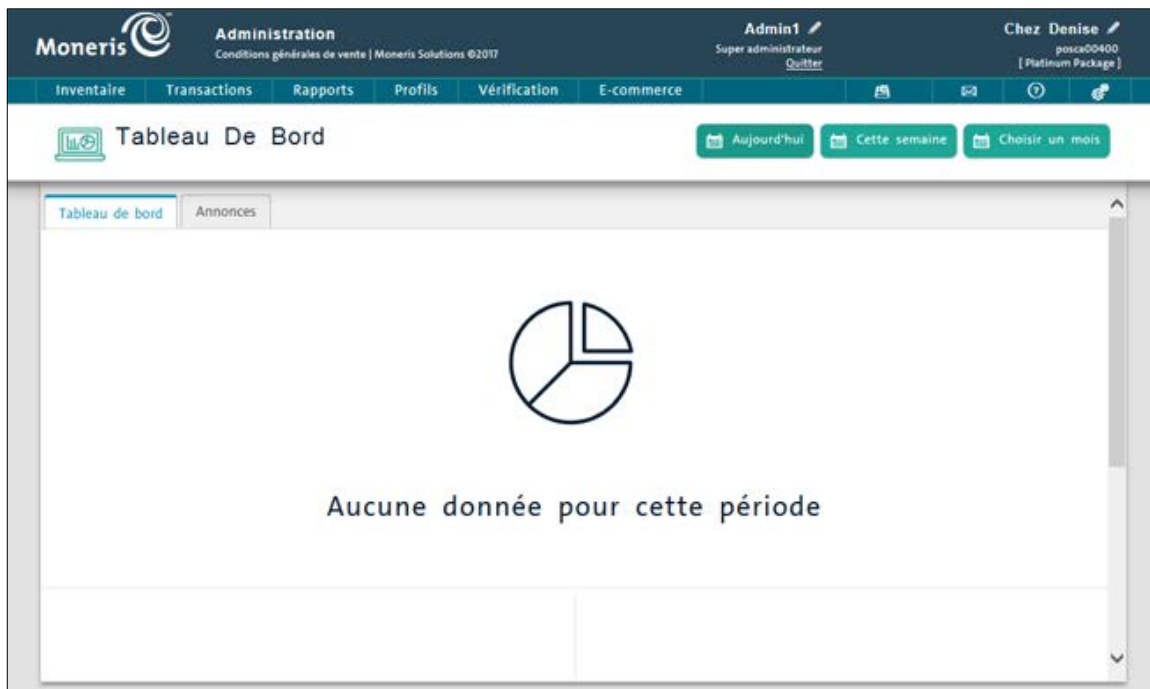 Moneris
Administration
Conditions générales de vente | Moneris Solutions ©2017
Admin1
Super administrateur
Quitter
Chez Denise
posca00400
[ Platinum Package ]
Inventaire Transactions Rapports Profils Vérification E-commerce
Tableau De Bord
Aujourd'hui Cette semaine Choisir un mois
Tableau de bord Annonces
Aucune donnée pour cette période